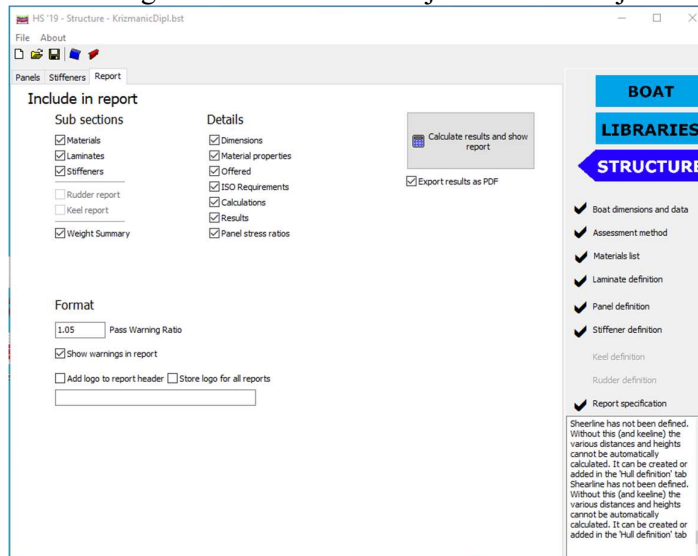 HS '19 - Structure - KrizmanicDipl.bst
File About
Panels Stiffeners Report
Include in report
Sub sections
Materials
Laminates
Stiffeners
Rudder report
Keel report
Weight Summary
Details
Dimensions
Material properties
Offered
ISO Requirements
Calculations
Results
Panel stress ratios
Calculate results and show
report
Export results as PDF
Format
1.05 Pass Warning Ratio
Show warnings in report
Add logo to report header Store logo for all reports
BOAT
LIBRARIES
STRUCTURE
Boat dimensions and data
Assessment method
Materials list
Laminate definition
Panel definition
Stiffener definition
Keel definition
Rudder definition
Report specification
Sheerline has not been defined.
Without this (and keeline) the
various distances and heights
cannot be automatically
calculated. It can be created or
added in the 'Hull definition' tab
Shearline has not been defined.
Without this (and keeline) the
various distances and heights
cannot be automatically
calculated. It can be created or
added in the 'Hull definition' tab